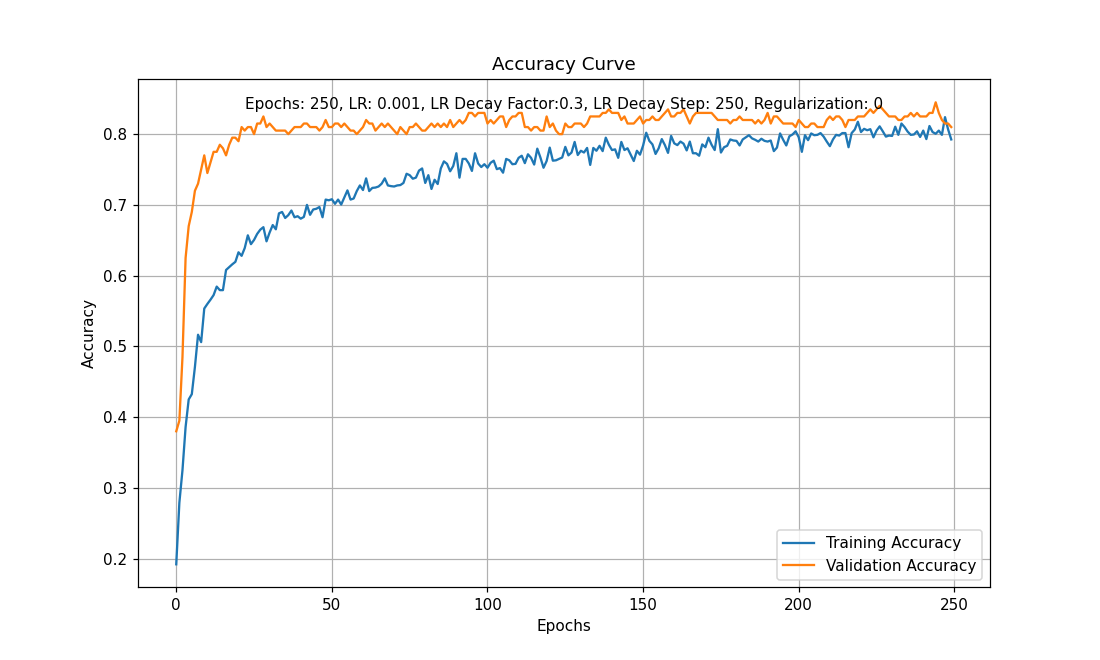 Accuracy Curve
Epochs: 250, LR: 0.001, LR Decay Factor:0.3, LR Decay Step: 250, Regularization: 0
0.8
0.7
0.6
0.5
0.4
0.3
0.2
Accuracy
Training Accuracy
Validation Accuracy
0 50 100 150 200 250
Epochs